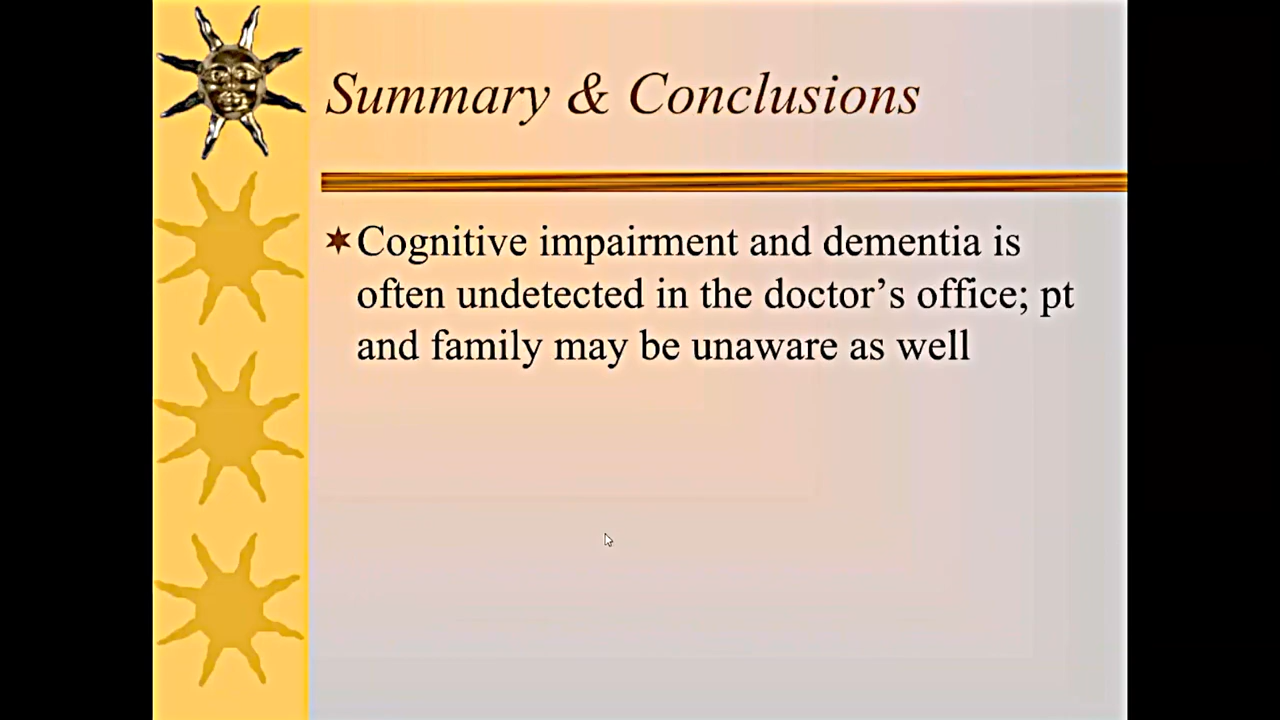 Summary & Conclusions
Cognitive impairment and dementia is
often undetected in the doctor’s office; pt
and family may be unaware as well